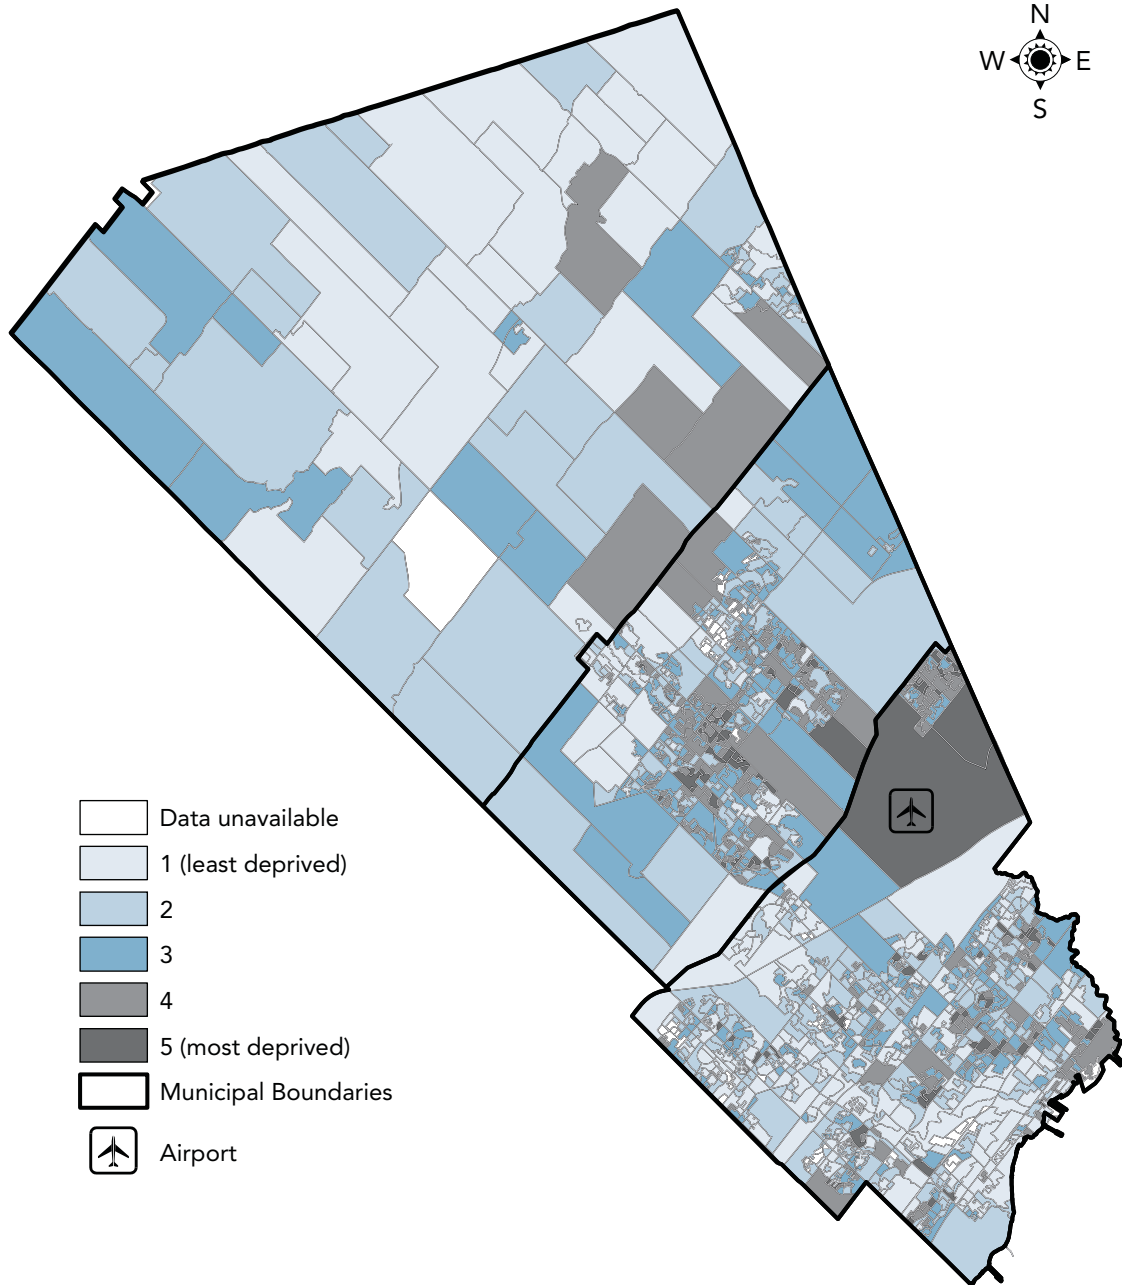 N
W E
S
Data unavailable
1 (least deprived)
2
3
4
5 (most deprived)
Municipal Boundaries
Airport